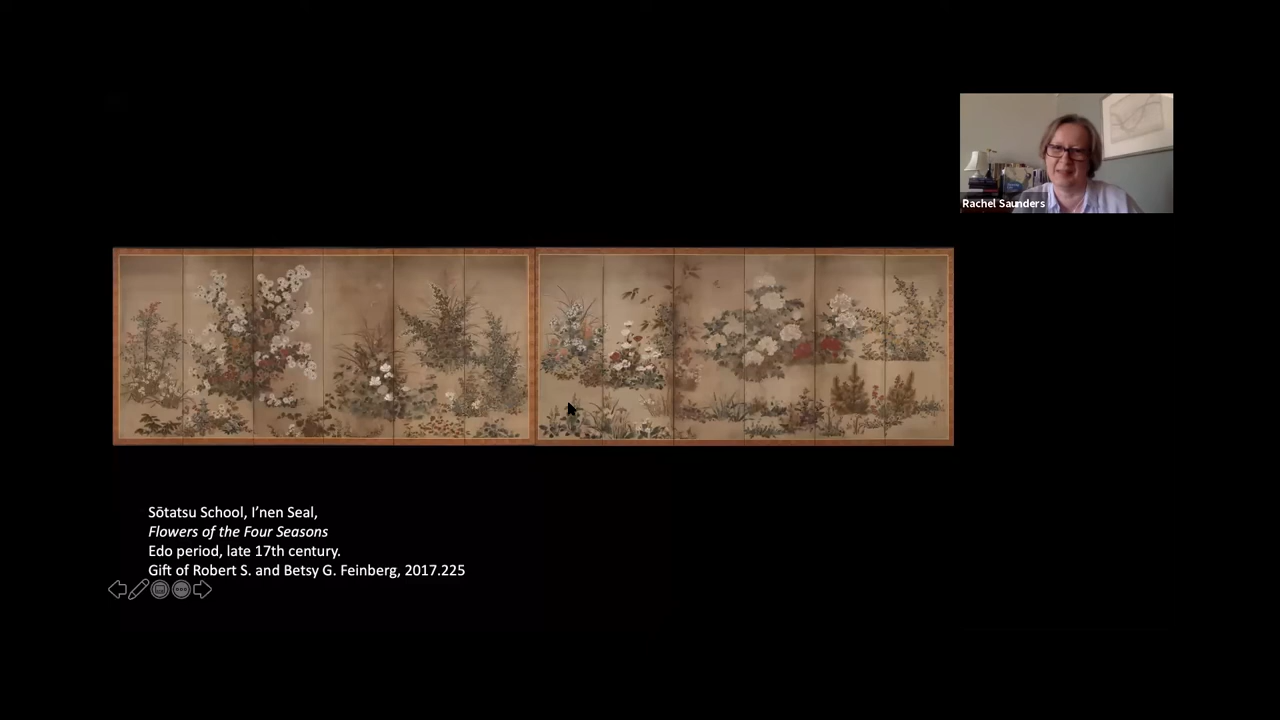 Rachel Saunders
Sōtatsu School, I’nen Seal,
Flowers of the Four Seasons
Edo period, late 17th century.
Gift of Robert S. and Betsy G. Feinberg, 2017.225